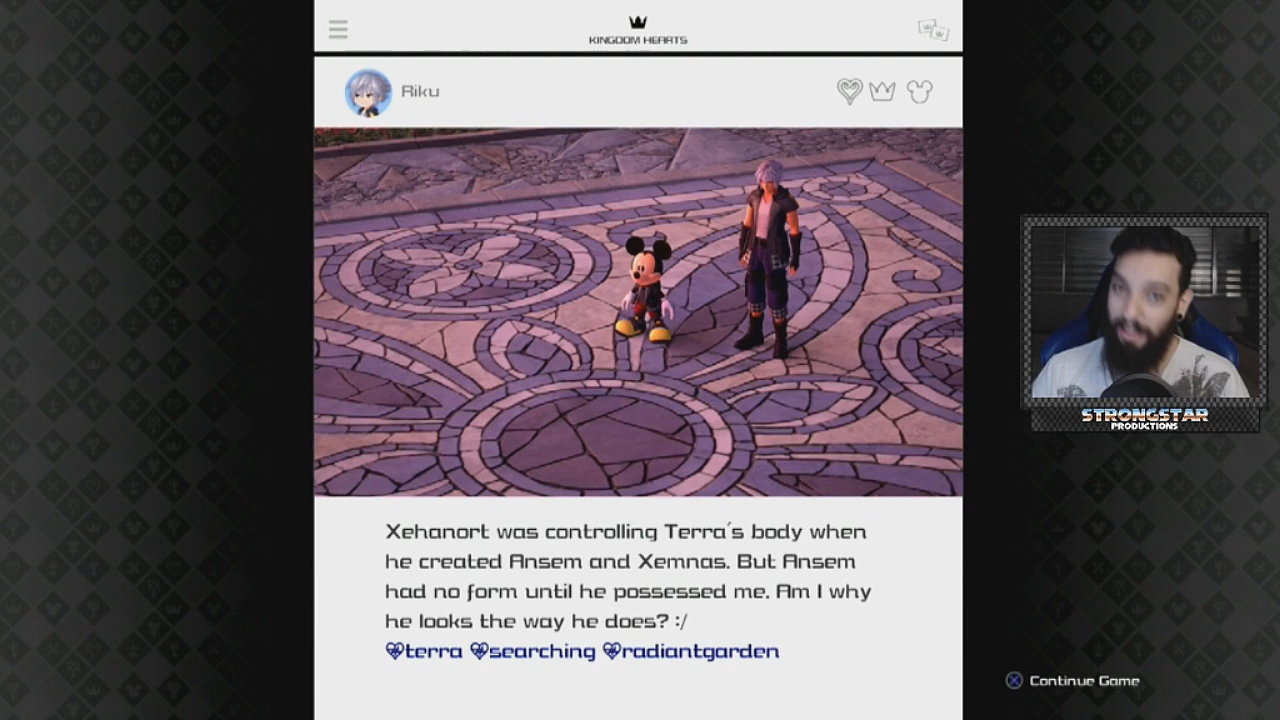 KINGDOM HEARTS
Riku
Xehanort was controlling Terra's body when
he created Ansem and Xemnas. But Ansem
had no form until he possessed me. Am I why
he looks the way he does? :/
terra searching radiantgarden
STRONGSTAR
PRODUCTIONS
Continue Game